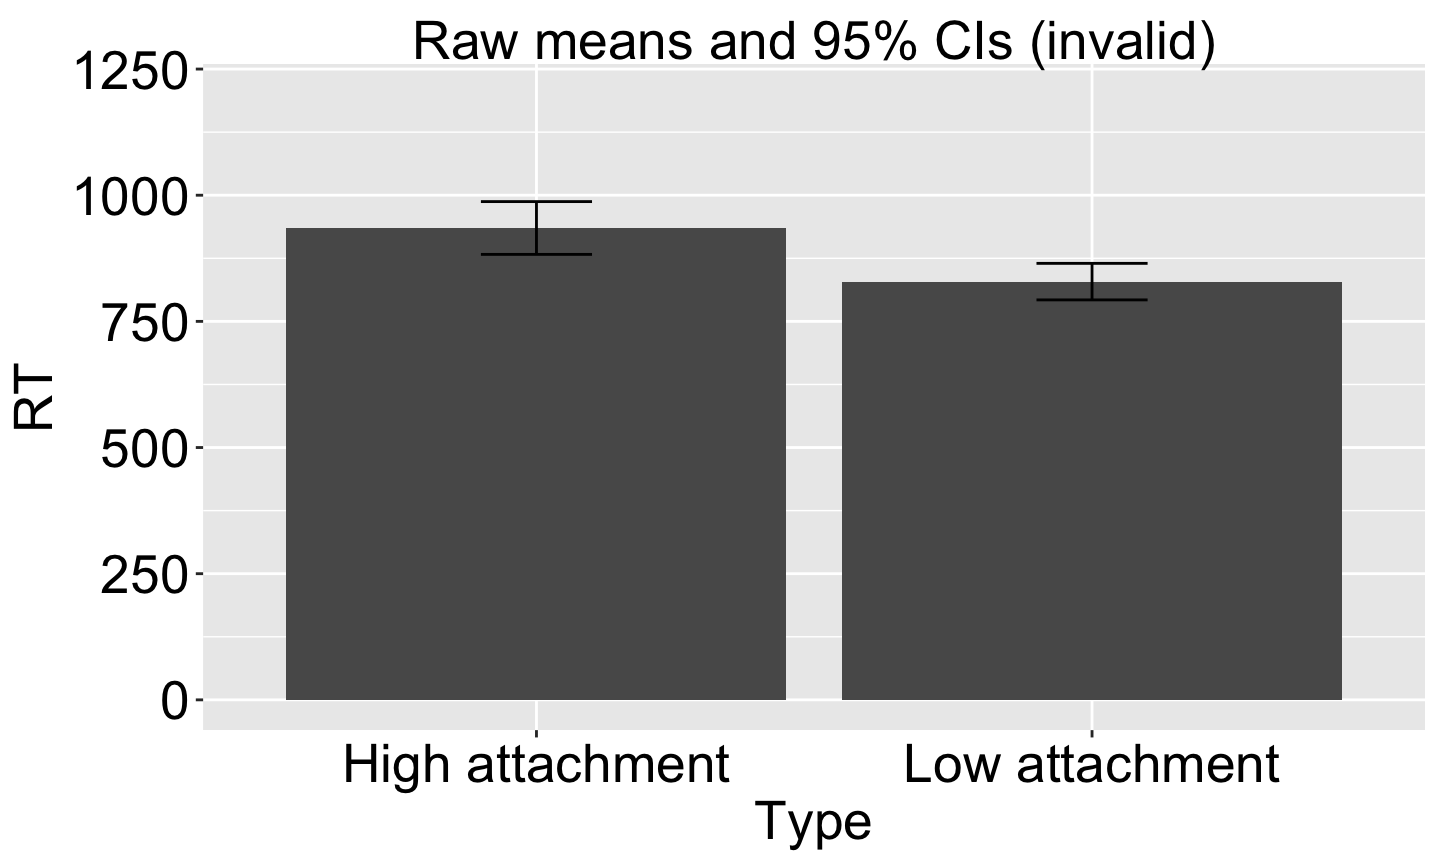 Raw means and 95% CIs (invalid)
1250
1000
750
500
250
0
RT
High attachment
Low attachment
Type